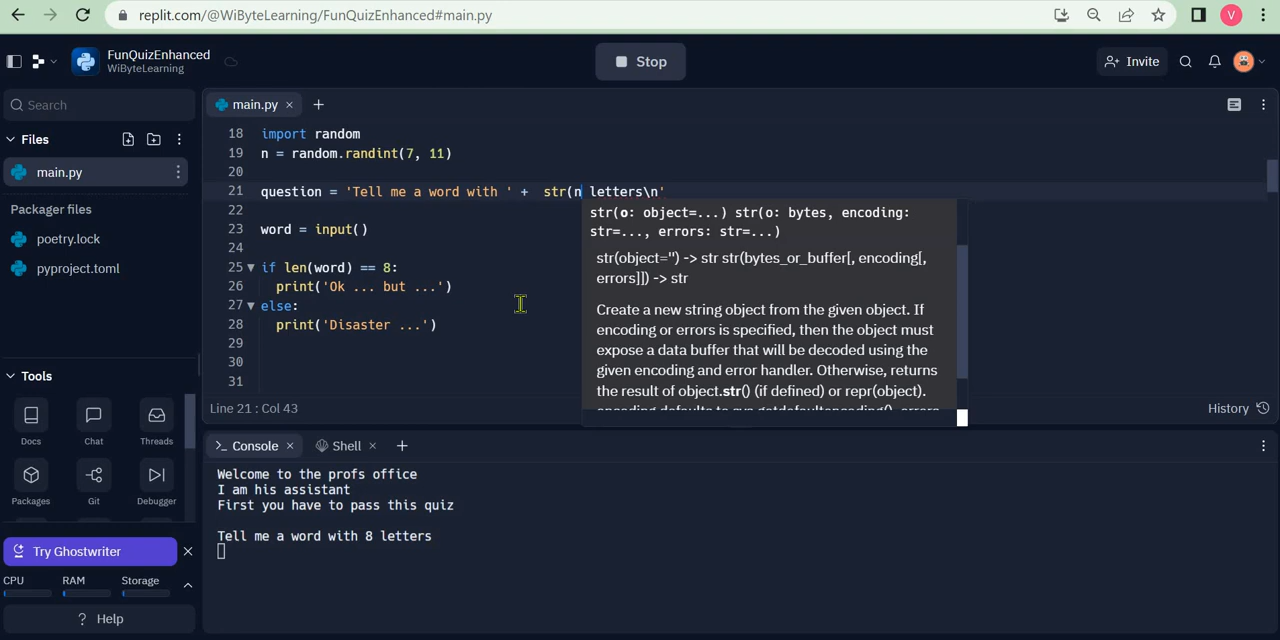 replit.com/@WiByteLearning/FunQuizEnhanced#main.py
V
FunQuizEnhanced
WiByteLearning
Stop
Invite
Search
main.py
Files
main.py
Packager files
poetry.lock
pyproject.toml
18 import random
19 n = random.randint(7, 11)
20
21 question = 'Tell me a word with ' +  str(n letters\n'
22
23 word = input()
24
25 if len(word) == 8:
26 print('Ok ... but ...')
27 else:
28 print('Disaster ...')
29
30
31
str(o: object=...) str(o: bytes, encoding:
str=..., errors: str=...)
str(object='') -> str str(bytes_or_buffer[, encoding[,
errors]]) -> str
Create a new string object from the given object. If
encoding or errors is specified, then the object must
expose a data buffer that will be decoded using the
given encoding and error handler. Otherwise, returns
the result of object.str() (if defined) or repr(object).
encoding defaults to sys.getdefaultencoding(). errors
Line 21 : Col 43
History
Tools
Docs
Chat
Threads
Packages
Git
Debugger
Try Ghostwriter
CPU
RAM
Storage
? Help
>_ Console
Shell
Welcome to the profs office
I am his assistant
First you have to pass this quiz
Tell me a word with 8 letters